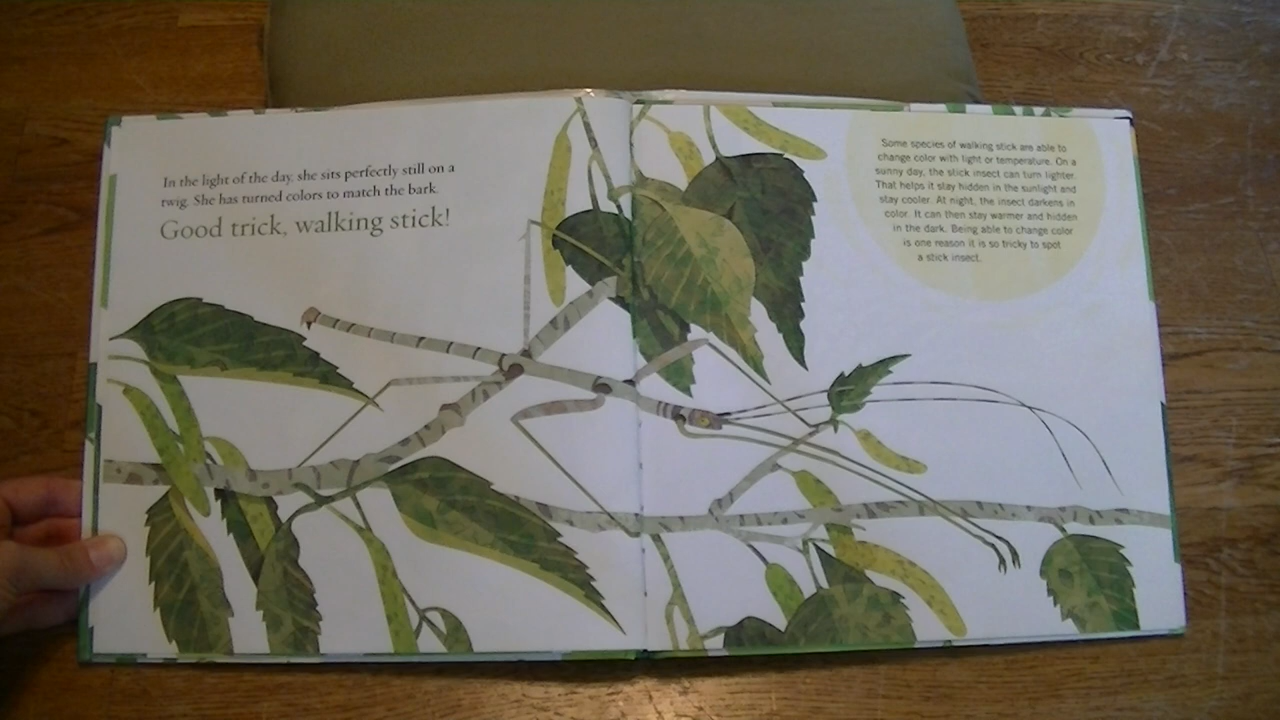 In the light of the day, she sits perfectly still on a
twig. She has turned colors to match the bark.
Good trick, walking stick!
Some species of walking stick are able to
change color with light or temperature. On a
sunny day, the stick insect can turn lighter.
That helps it stay hidden in the sunlight and
stay cooler. At night, the insect darkens in
color. It can then stay warmer and hidden
in the dark. Being able to change color
is one reason it is so tricky to spot
a stick insect.